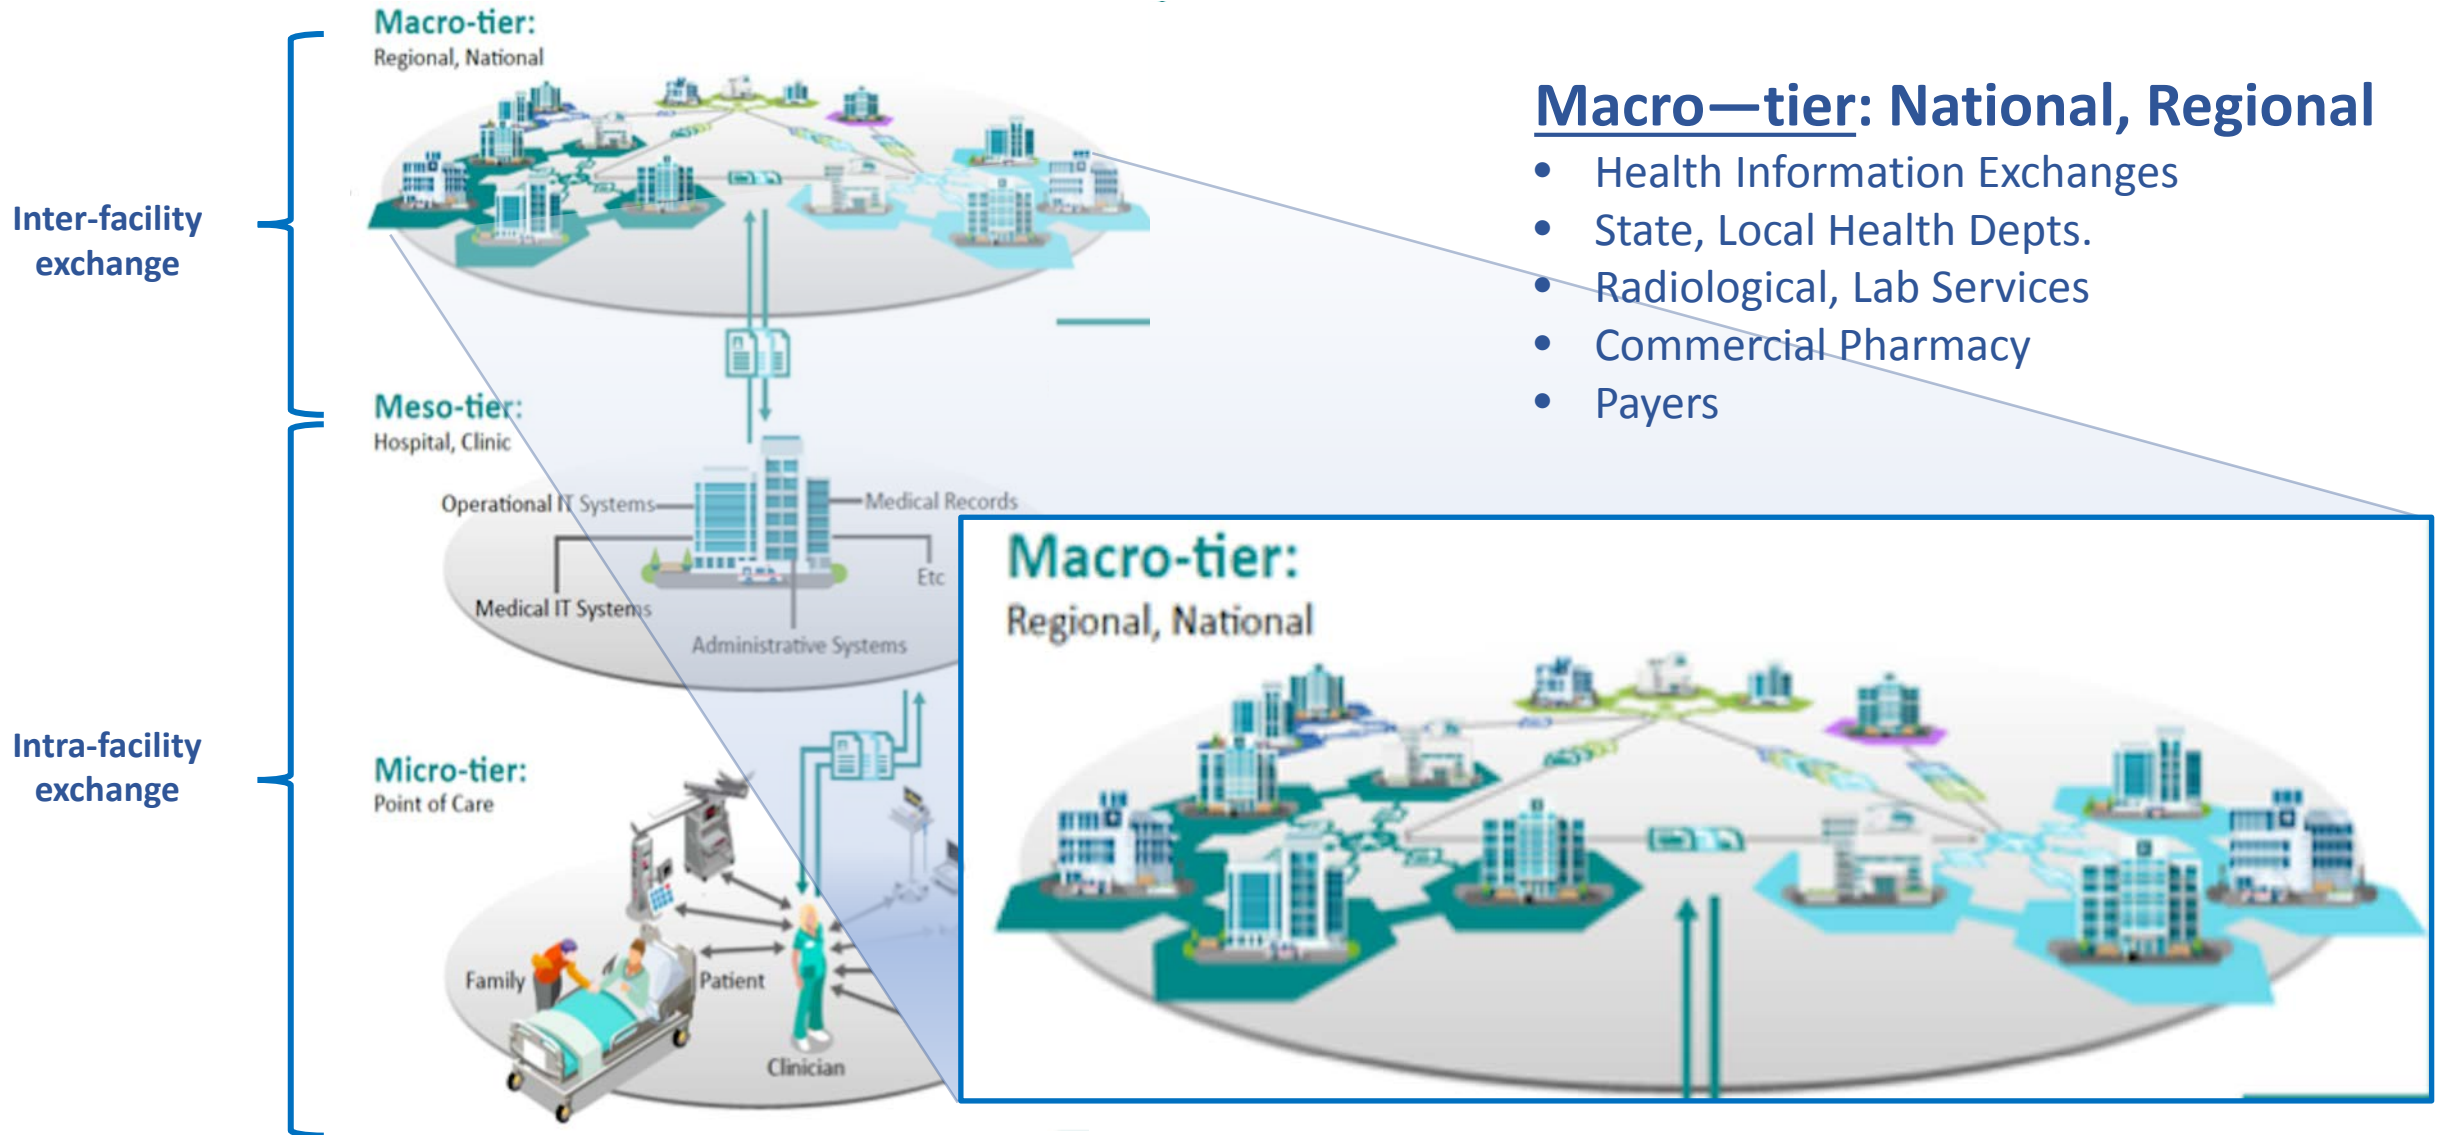 Macro-tier:
Regional, National
Inter-facility
exchange
Macro—tier: National, Regional
• Health Information Exchanges
• State, Local Health Depts.
• Radiological, Lab Services
• Commercial Pharmacy
• Payers
Meso-tier:
Hospital, Clinic
Operational IT Systems
Medical Records
Etc
Medical IT Systems
Administrative Systems
Intra-facility
exchange
Micro-tier:
Point of Care
Family
Patient
Clinician
Macro-tier:
Regional, National